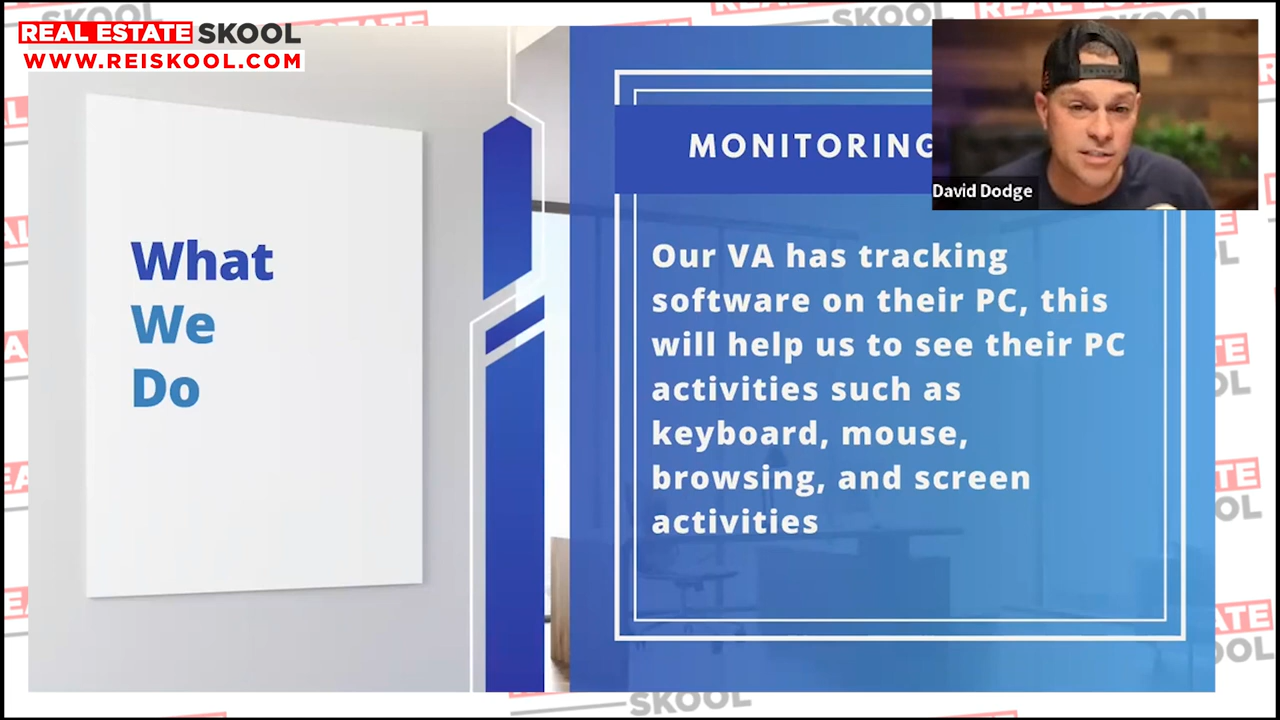 REAL ESTATE SKOOL
WWW.REISKOOL.COM
What
We
Do
MONITORING
David Dodge
Our VA has tracking
software on their PC, this
will help us to see their PC
activities such as
keyboard, mouse,
browsing, and screen
activities
SKOOL